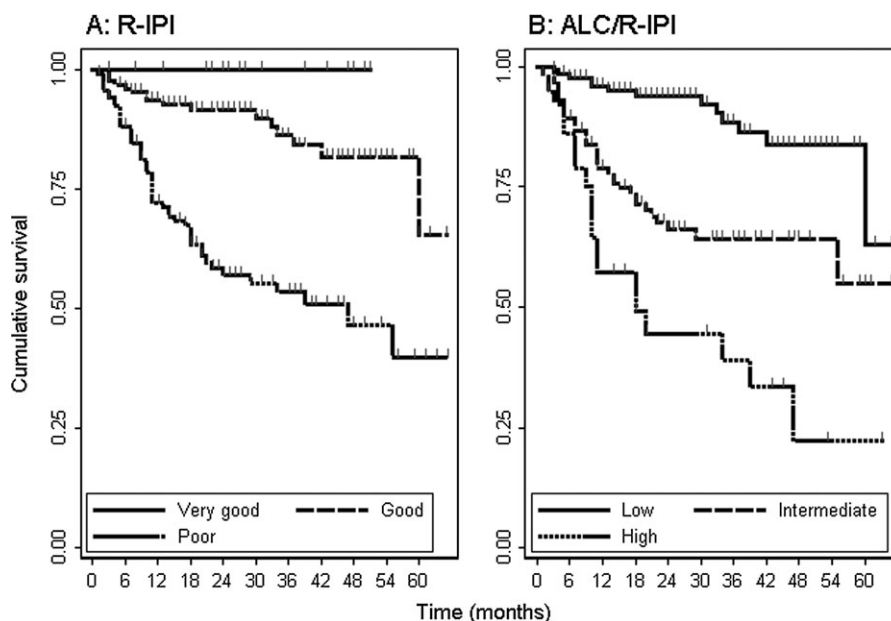 A: R-IPI
B: ALC/R-IPI
Cumulative survival
1.00
0.75
0.50
0.25
0.00
Very good Good
Poor
0 6 12 18 24 30 36 42 48 54 60
1.00
0.75
0.50
0.25
0.00
Low Intermediate
High
0 6 12 18 24 30 36 42 48 54 60
Time (months)